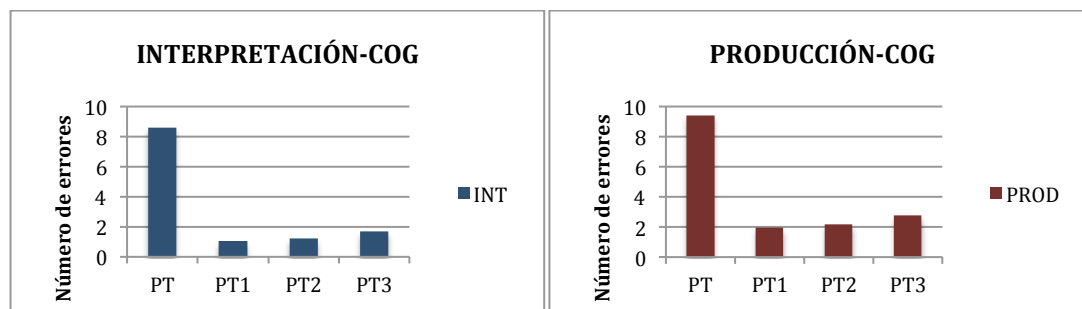 INTERPRETACIÓN-COG
Número de errores
10
8
6
4
2
0
PT PT1 PT2 PT3
INT
PRODUCCIÓN-COG
Número de errores
10
8
6
4
2
0
PT PT1 PT2 PT3
PROD